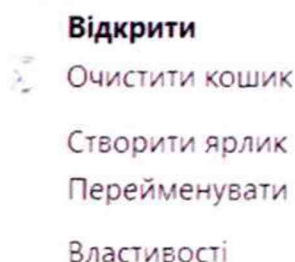 Відкрити
Очистити кошик
Створити ярлик
Перейменувати
Властивості